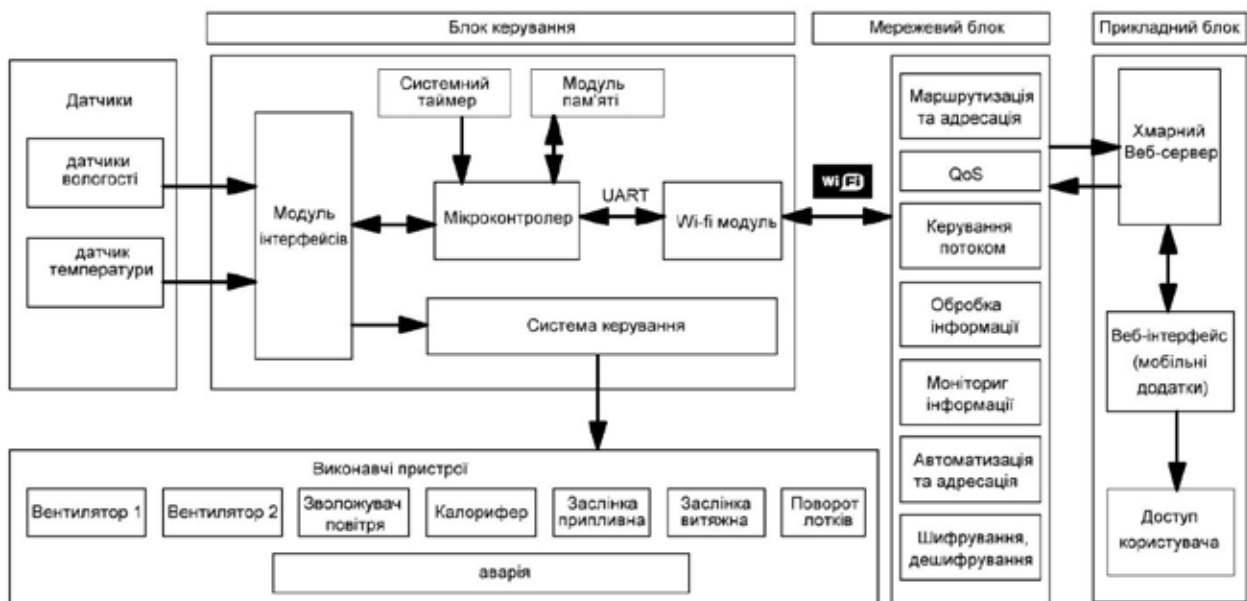 Блок керування
Мережевий блок
Прикладний блок
Датчики
датчики
вологості
датчик
температури
Модуль
інтерфейсів
Системний
таймер
Модуль
пам'яті
Мікроконтролер
UART
Wi-fi модуль
Система керування
Wi Fi
Маршрутизація
та адресація
QoS
Керування
потоком
Обробка
інформації
Моніториг
інформації
Автоматизація
та адресація
Шифрування,
дешифрування
Хмарний
Веб-сервер
Веб-інтерфейс
(мобільні
додатки)
Доступ
користувача
Виконавчі пристрої
Вентилятор 1
Вентилятор 2
Зволожувач
повітря
Калорифер
Заслінка
припливна
Заслінка
витяжна
Поворот
лотків
аварія